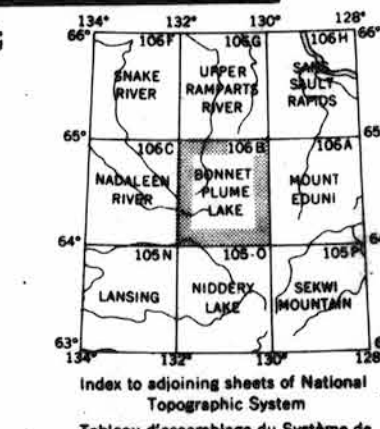 134° 132° 130° 128°
66° 106F 106G 106H 66°
SNAKE RIVER
UPPER RAMPARTS RIVER
SANS SAULT RAPIDS
65° 106C 106B 106A 65°
NADALEEN RIVER
BONNET PLUME LAKE
MOUNT EDUNI
64° 105N 105-O 105P 64°
LANSING
NIDDERY LAKE
SEKWI MOUNTAIN
63°
134° 132° 130° 128°
Index to adjoining sheets of National
Topographic System
Tableau d'assemblage du Système de